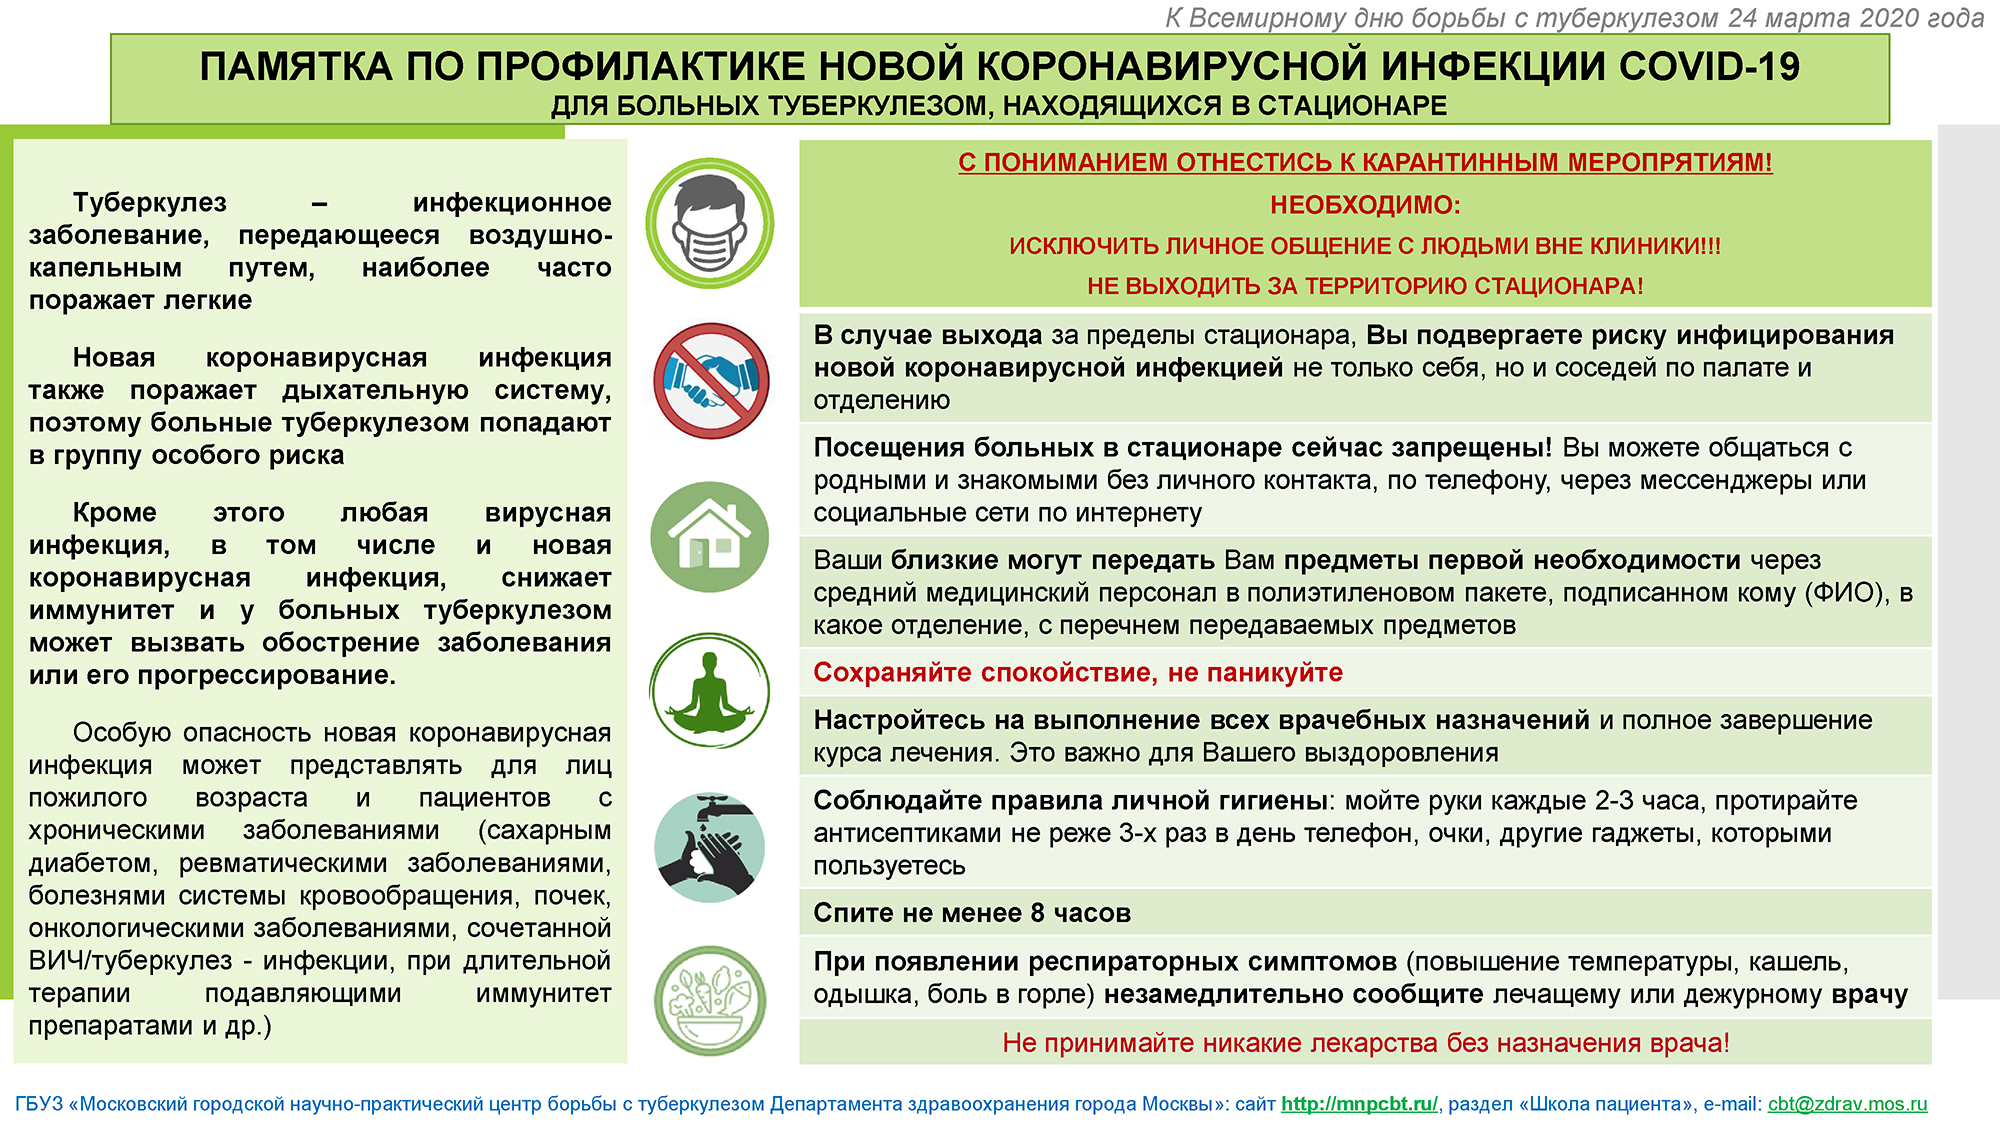 К Всемирному дню борьбы с туберкулезом 24 марта 2020 года
ПАМЯТКА ПО ПРОФИЛАКТИКЕ НОВОЙ КОРОНАВИРУСНОЙ ИНФЕКЦИИ COVID-19
ДЛЯ БОЛЬНЫХ ТУБЕРКУЛЕЗОМ, НАХОДЯЩИХСЯ В СТАЦИОНАРЕ
Туберкулез – инфекционное
заболевание, передающееся воздушно-
капельным путем, наиболее часто
поражает легкие
Новая коронавирусная инфекция
также поражает дыхательную систему,
поэтому больные туберкулезом попадают
в группу особого риска
Кроме этого любая вирусная
инфекция, в том числе и новая
коронавирусная инфекция, снижает
иммунитет и у больных туберкулезом
может вызвать обострение заболевания
или его прогрессирование.
Особую опасность новая коронавирусная
инфекция может представлять для лиц
пожилого возраста и пациентов с
хроническими заболеваниями (сахарным
диабетом, ревматическими заболеваниями,
болезнями системы кровообращения, почек,
онкологическими заболеваниями, сочетанной
ВИЧ/туберкулез - инфекции, при длительной
терапии подавляющими иммунитет
препаратами и др.)
С ПОНИМАНИЕМ ОТНЕСТИСЬ К КАРАНТИННЫМ МЕРОПРЯТИЯМ!
НЕОБХОДИМО:
ИСКЛЮЧИТЬ ЛИЧНОЕ ОБЩЕНИЕ С ЛЮДЬМИ ВНЕ КЛИНИКИ!!!
НЕ ВЫХОДИТЬ ЗА ТЕРРИТОРИЮ СТАЦИОНАРА!
В случае выхода за пределы стационара, Вы подвергаете риску инфицирования
новой коронавирусной инфекцией не только себя, но и соседей по палате и
отделению
Посещения больных в стационаре сейчас запрещены! Вы можете общаться с
родными и знакомыми без личного контакта, по телефону, через мессенджеры или
социальные сети по интернету
Ваши близкие могут передать Вам предметы первой необходимости через
средний медицинский персонал в полиэтиленовом пакете, подписанном кому (ФИО), в
какое отделение, с перечнем передаваемых предметов
Сохраняйте спокойствие, не паникуйте
Настройтесь на выполнение всех врачебных назначений и полное завершение
курса лечения. Это важно для Вашего выздоровления
Соблюдайте правила личной гигиены: мойте руки каждые 2-3 часа, протирайте
антисептиками не реже 3-х раз в день телефон, очки, другие гаджеты, которыми
пользуетесь
Спите не менее 8 часов
При появлении респираторных симптомов (повышение температуры, кашель,
одышка, боль в горле) незамедлительно сообщите лечащему или дежурному врачу
Не принимайте никакие лекарства без назначения врача!
ГБУЗ «Московский городской научно-практический центр борьбы с туберкулезом Департамента здравоохранения города Москвы»: сайт http://mnpcbt.ru/, раздел «Школа пациента», e-mail: cbt@zdrav.mos.ru